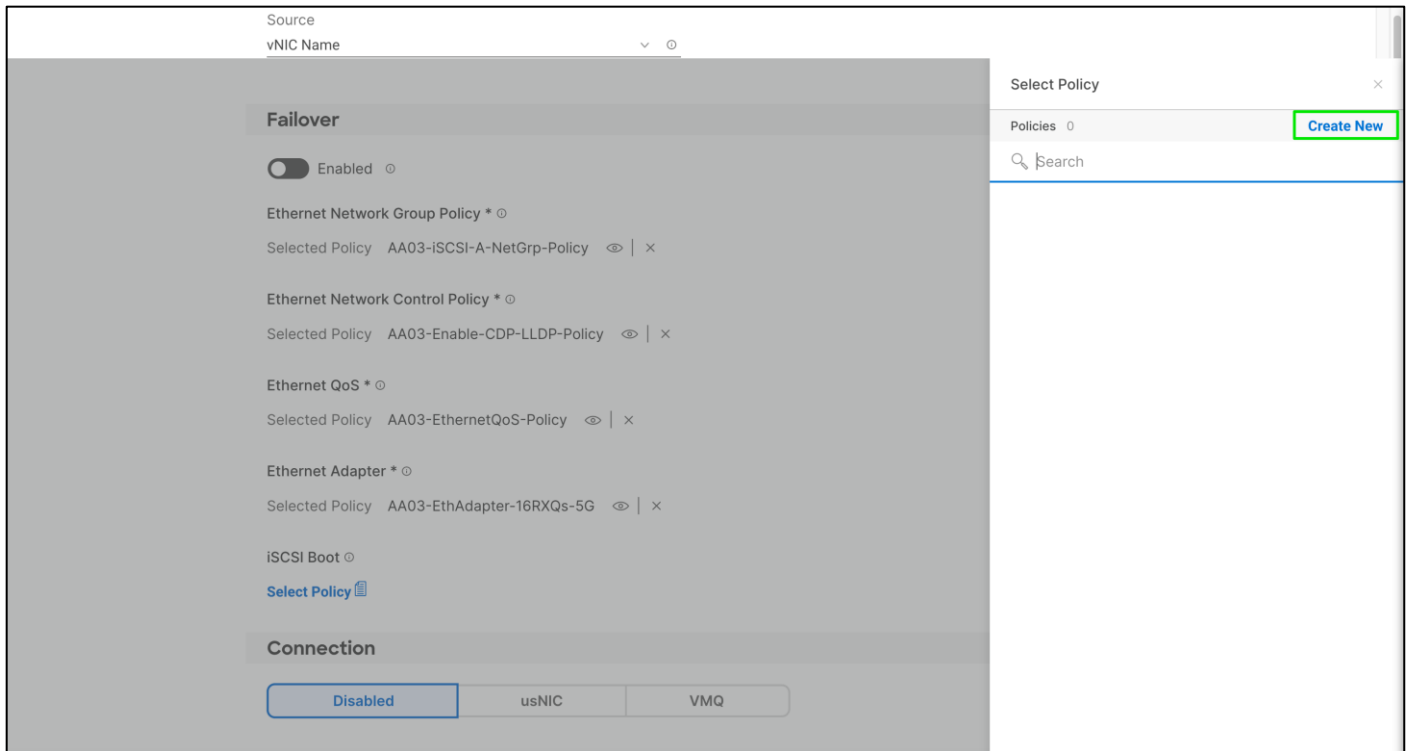 Source
vNIC Name
Select Policy
Policies 0
Create New
Search
Failover
Enabled
Ethernet Network Group Policy *
Selected Policy AA03-iSCSI-A-NetGrp-Policy
Ethernet Network Control Policy *
Selected Policy AA03-Enable-CDP-LLDP-Policy
Ethernet QoS *
Selected Policy AA03-EthernetQoS-Policy
Ethernet Adapter *
Selected Policy AA03-EthAdapter-16RXQs-5G
iSCSI Boot
Select Policy
Connection
Disabled
usNIC
VMQ